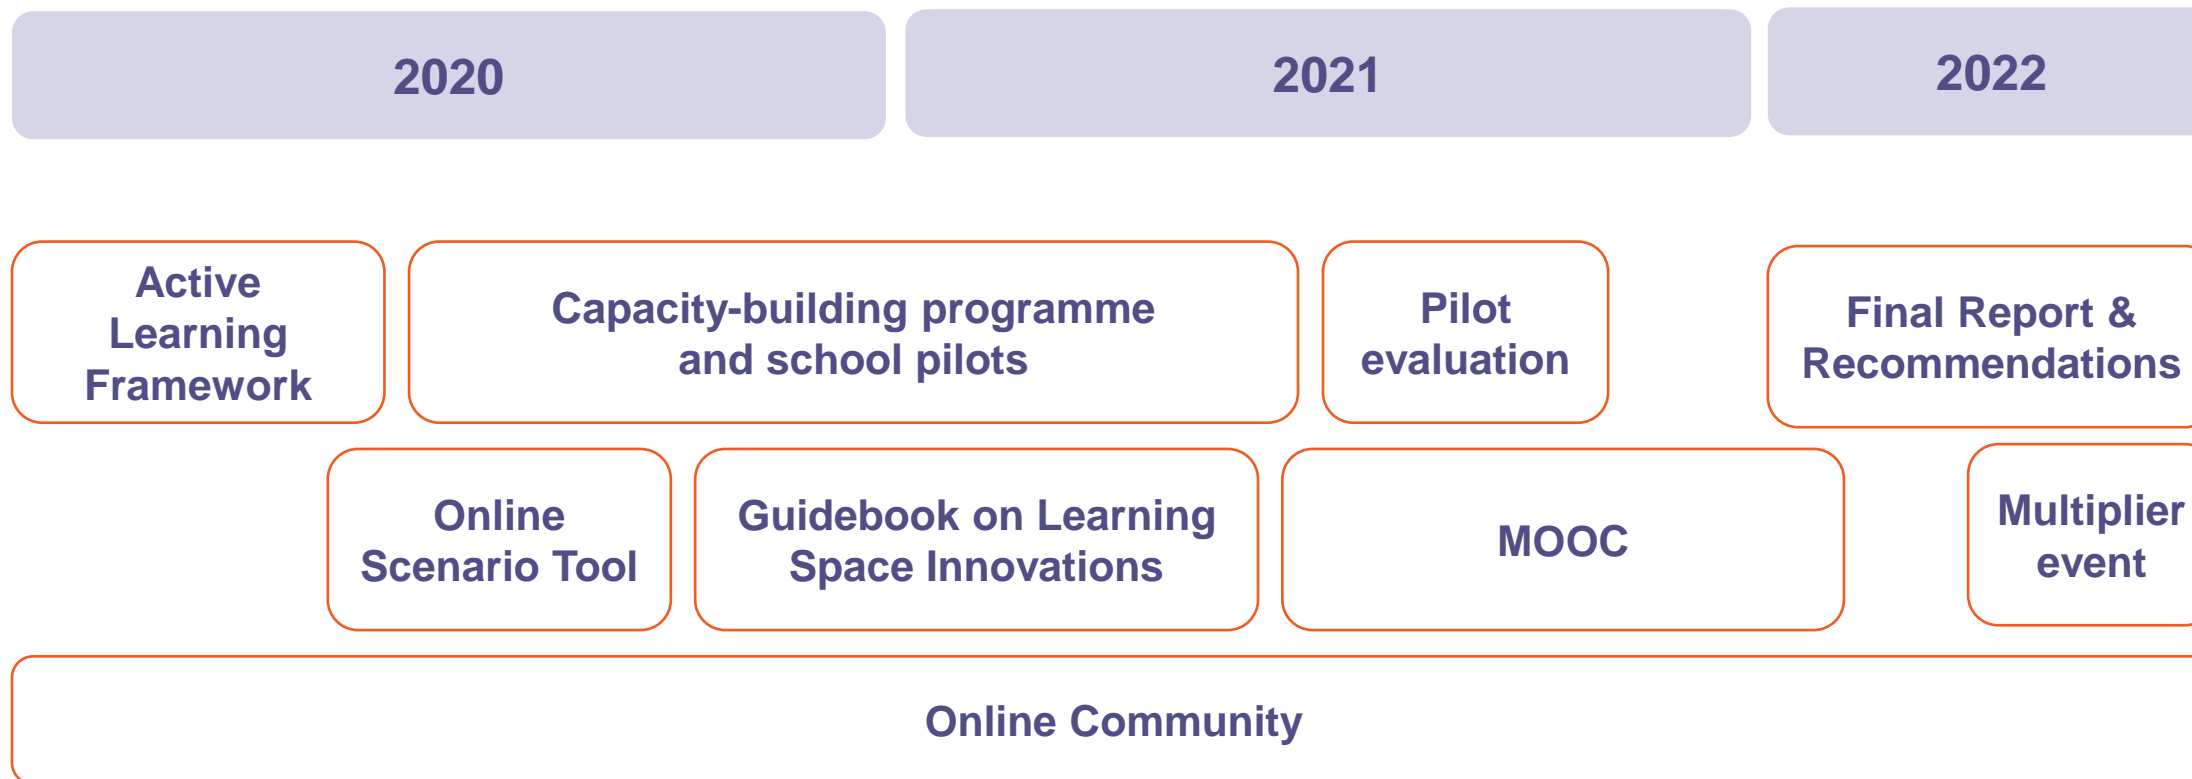 2020
2021
2022
Active
Learning
Framework
Capacity-building programme
and school pilots
Pilot
evaluation
Final Report &
Recommendations
Online
Scenario Tool
Guidebook on Learning
Space Innovations
MOOC
Multiplier
event
Online Community